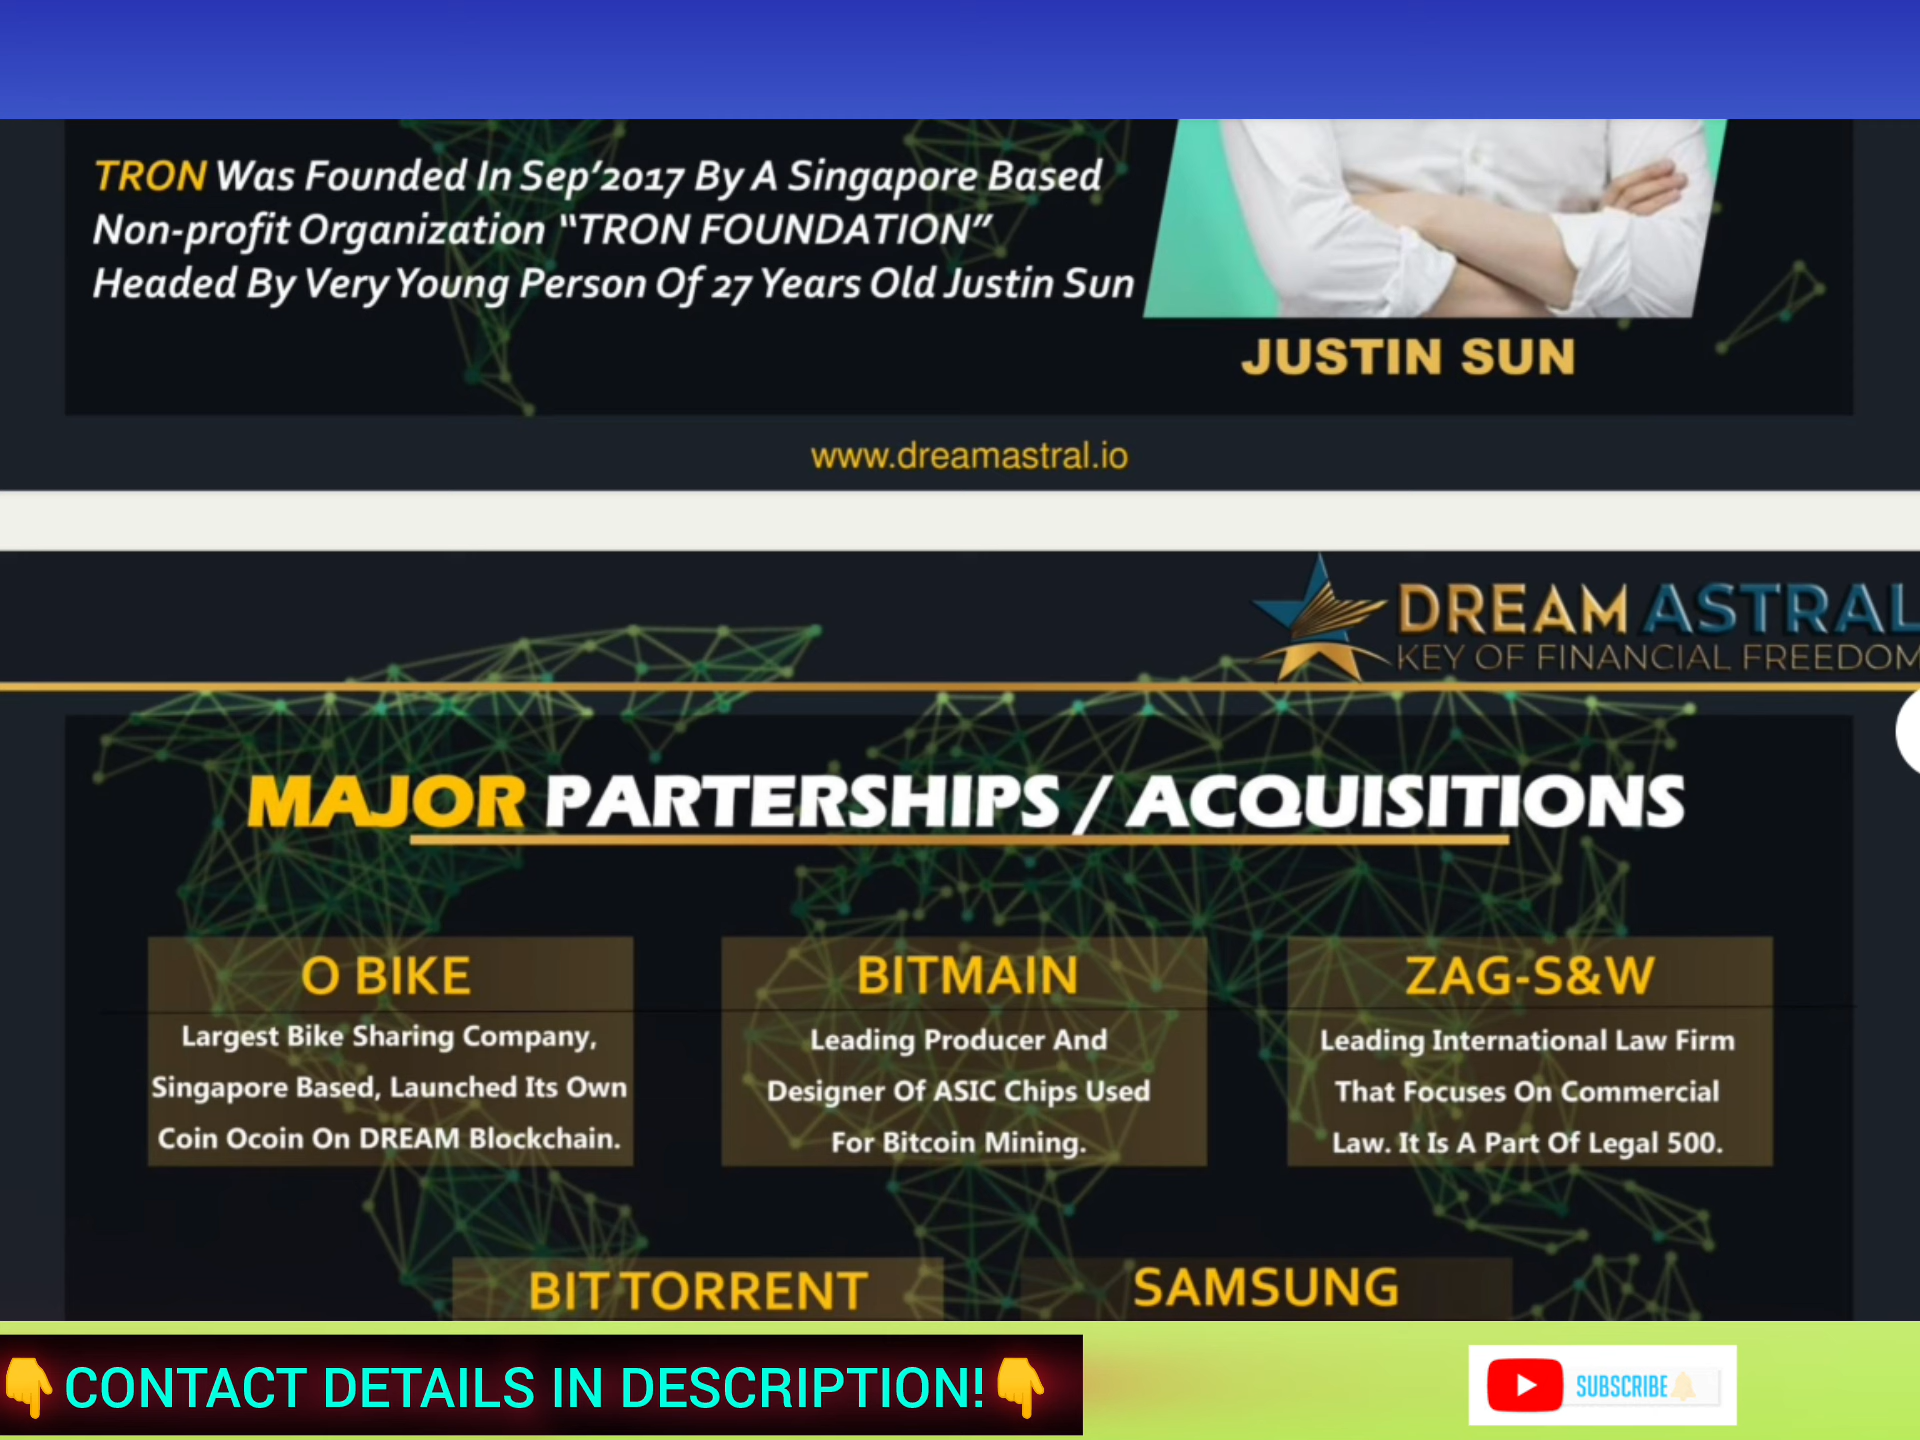 TRON Was Founded In Sep'2017 By A Singapore Based
Non-profit Organization “TRON FOUNDATION”
Headed By Very Young Person Of 27 Years Old Justin Sun
JUSTIN SUN
www.dreamastral.io
DREAM ASTRAL
KEY OF FINANCIAL FREEDOM
MAJOR PARTERSHIPS / ACQUISITIONS
O BIKE
Largest Bike Sharing Company,
Singapore Based, Launched Its Own
Coin Ocoin On DREAM Blockchain.
BITMAIN
Leading Producer And
Designer Of ASIC Chips Used
For Bitcoin Mining.
ZAG-S&W
Leading International Law Firm
That Focuses On Commercial
Law. It Is A Part Of Legal 500.
BIT TORRENT
SAMSUNG
👇CONTACT DETAILS IN DESCRIPTION!👇
SUBSCRIBE